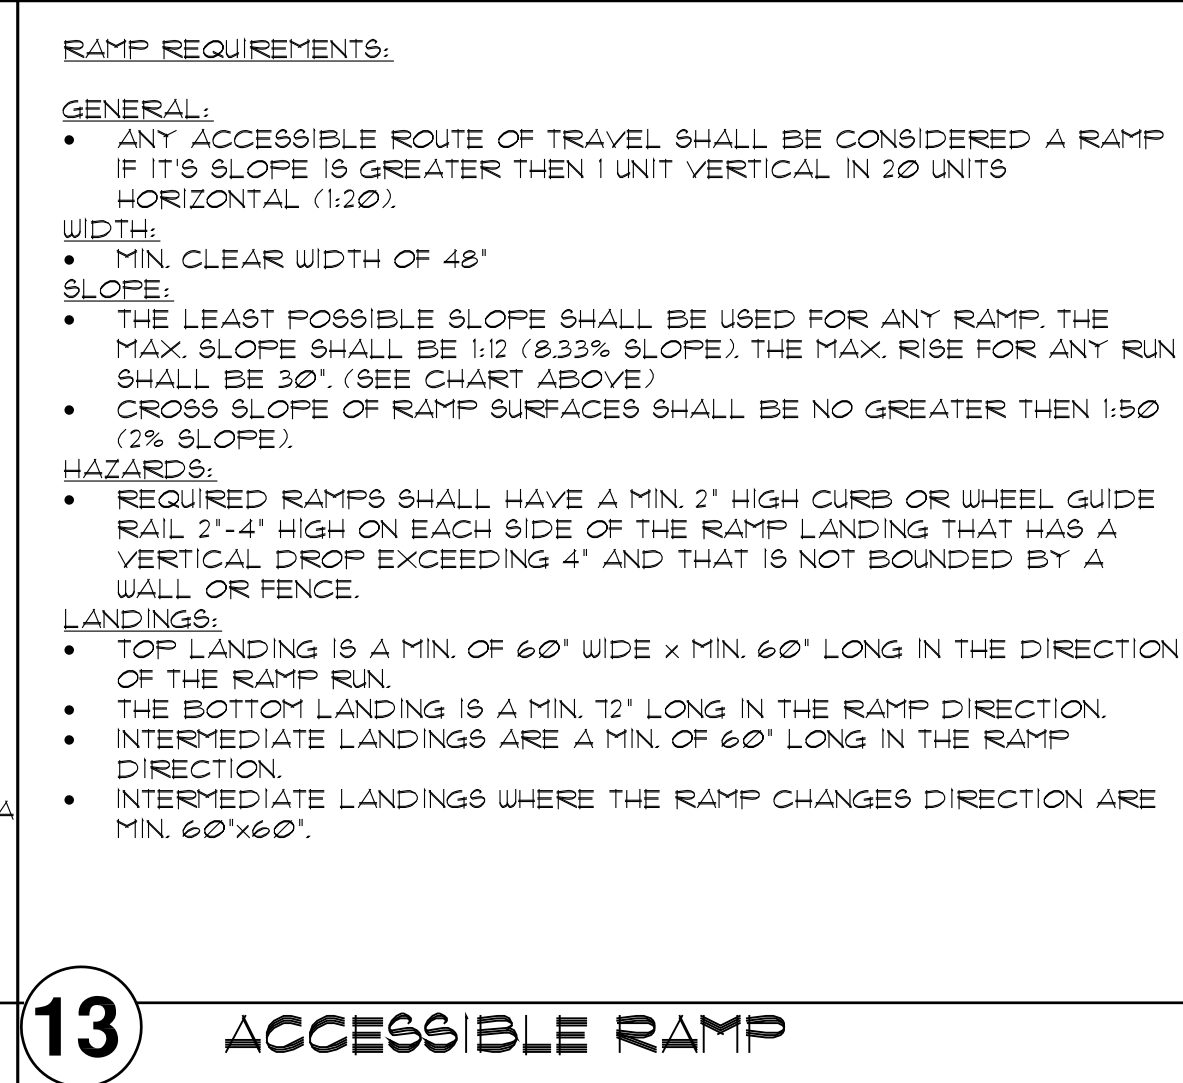 RAMP REQUIREMENTS:
GENERAL:
• ANY ACCESSIBLE ROUTE OF TRAVEL SHALL BE CONSIDERED A RAMP
IF IT'S SLOPE IS GREATER THEN 1 UNIT VERTICAL IN 20 UNITS
HORIZONTAL (1:20).
WIDTH:
• MIN. CLEAR WIDTH OF 48"
SLOPE:
• THE LEAST POSSIBLE SLOPE SHALL BE USED FOR ANY RAMP. THE
MAX. SLOPE SHALL BE 1:12 (8.33% SLOPE). THE MAX. RISE FOR ANY RUN
SHALL BE 30". (SEE CHART ABOVE)
• CROSS SLOPE OF RAMP SURFACES SHALL BE NO GREATER THEN 1:50
(2% SLOPE).
HAZARDS:
• REQUIRED RAMPS SHALL HAVE A MIN. 2" HIGH CURB OR WHEEL GUIDE
RAIL 2"-4" HIGH ON EACH SIDE OF THE RAMP LANDING THAT HAS A
VERTICAL DROP EXCEEDING 4" AND THAT IS NOT BOUNDED BY A
WALL OR FENCE.
LANDINGS:
• TOP LANDING IS A MIN. OF 60" WIDE x MIN. 60" LONG IN THE DIRECTION
OF THE RAMP RUN.
• THE BOTTOM LANDING IS A MIN. 72" LONG IN THE RAMP DIRECTION.
• INTERMEDIATE LANDINGS ARE A MIN. OF 60" LONG IN THE RAMP
DIRECTION.
• INTERMEDIATE LANDINGS WHERE THE RAMP CHANGES DIRECTION ARE
MIN. 60"x60".
A
13 ACCESSIBLE RAMP